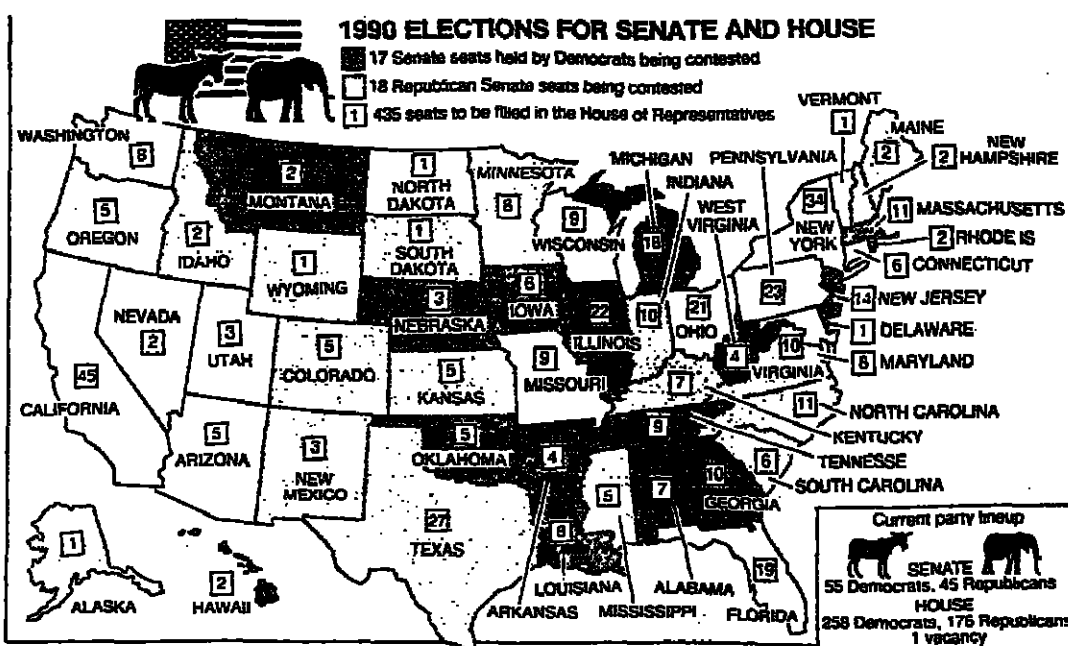 1990 ELECTIONS FOR SENATE AND HOUSE
17 Senate seats held by Democrats being contested
18 Republican Senate seats being contested
1 435 seats to be filled in the House of Representatives
WASHINGTON
8
5
OREGON
2
IDAHO
2
MONTANA
1
WYOMING
NEVADA
2
3
UTAH
5
COLORADO
45
CALIFORNIA
5
ARIZONA
3
NEW
MEXICO
1
NORTH
DAKOTA
1
SOUTH
DAKOTA
3
NEBRASKA
5
KANSAS
5
OKLAHOMA
27
TEXAS
MINNESOTA
8
9
WISCONSIN
6
IOWA
22
ILLINOIS
9
MISSOURI
4
8
LOUISIANA
ARKANSAS
5
MISSISSIPPI
7
ALABAMA
10
GEORGIA
19
FLORIDA
MICHIGAN
18
INDIANA
10
21
OHIO
WEST
VIRGINIA
4
PENNSYLVANIA
23
10
VIRGINIA
7
9
VERMONT
1
MAINE
2
2 NEW
HAMPSHIRE
34
NEW
YORK
11 MASSACHUSETTS
2 RHODE IS
6 CONNECTICUT
14 NEW JERSEY
1 DELAWARE
8 MARYLAND
11 NORTH CAROLINA
KENTUCKY
TENNESSE
6
SOUTH CAROLINA
1
ALASKA
2
HAWAII
Current party lineup
SENATE
55 Democrats, 45 Republicans
HOUSE
258 Democrats, 176 Republicans
1 vacancy